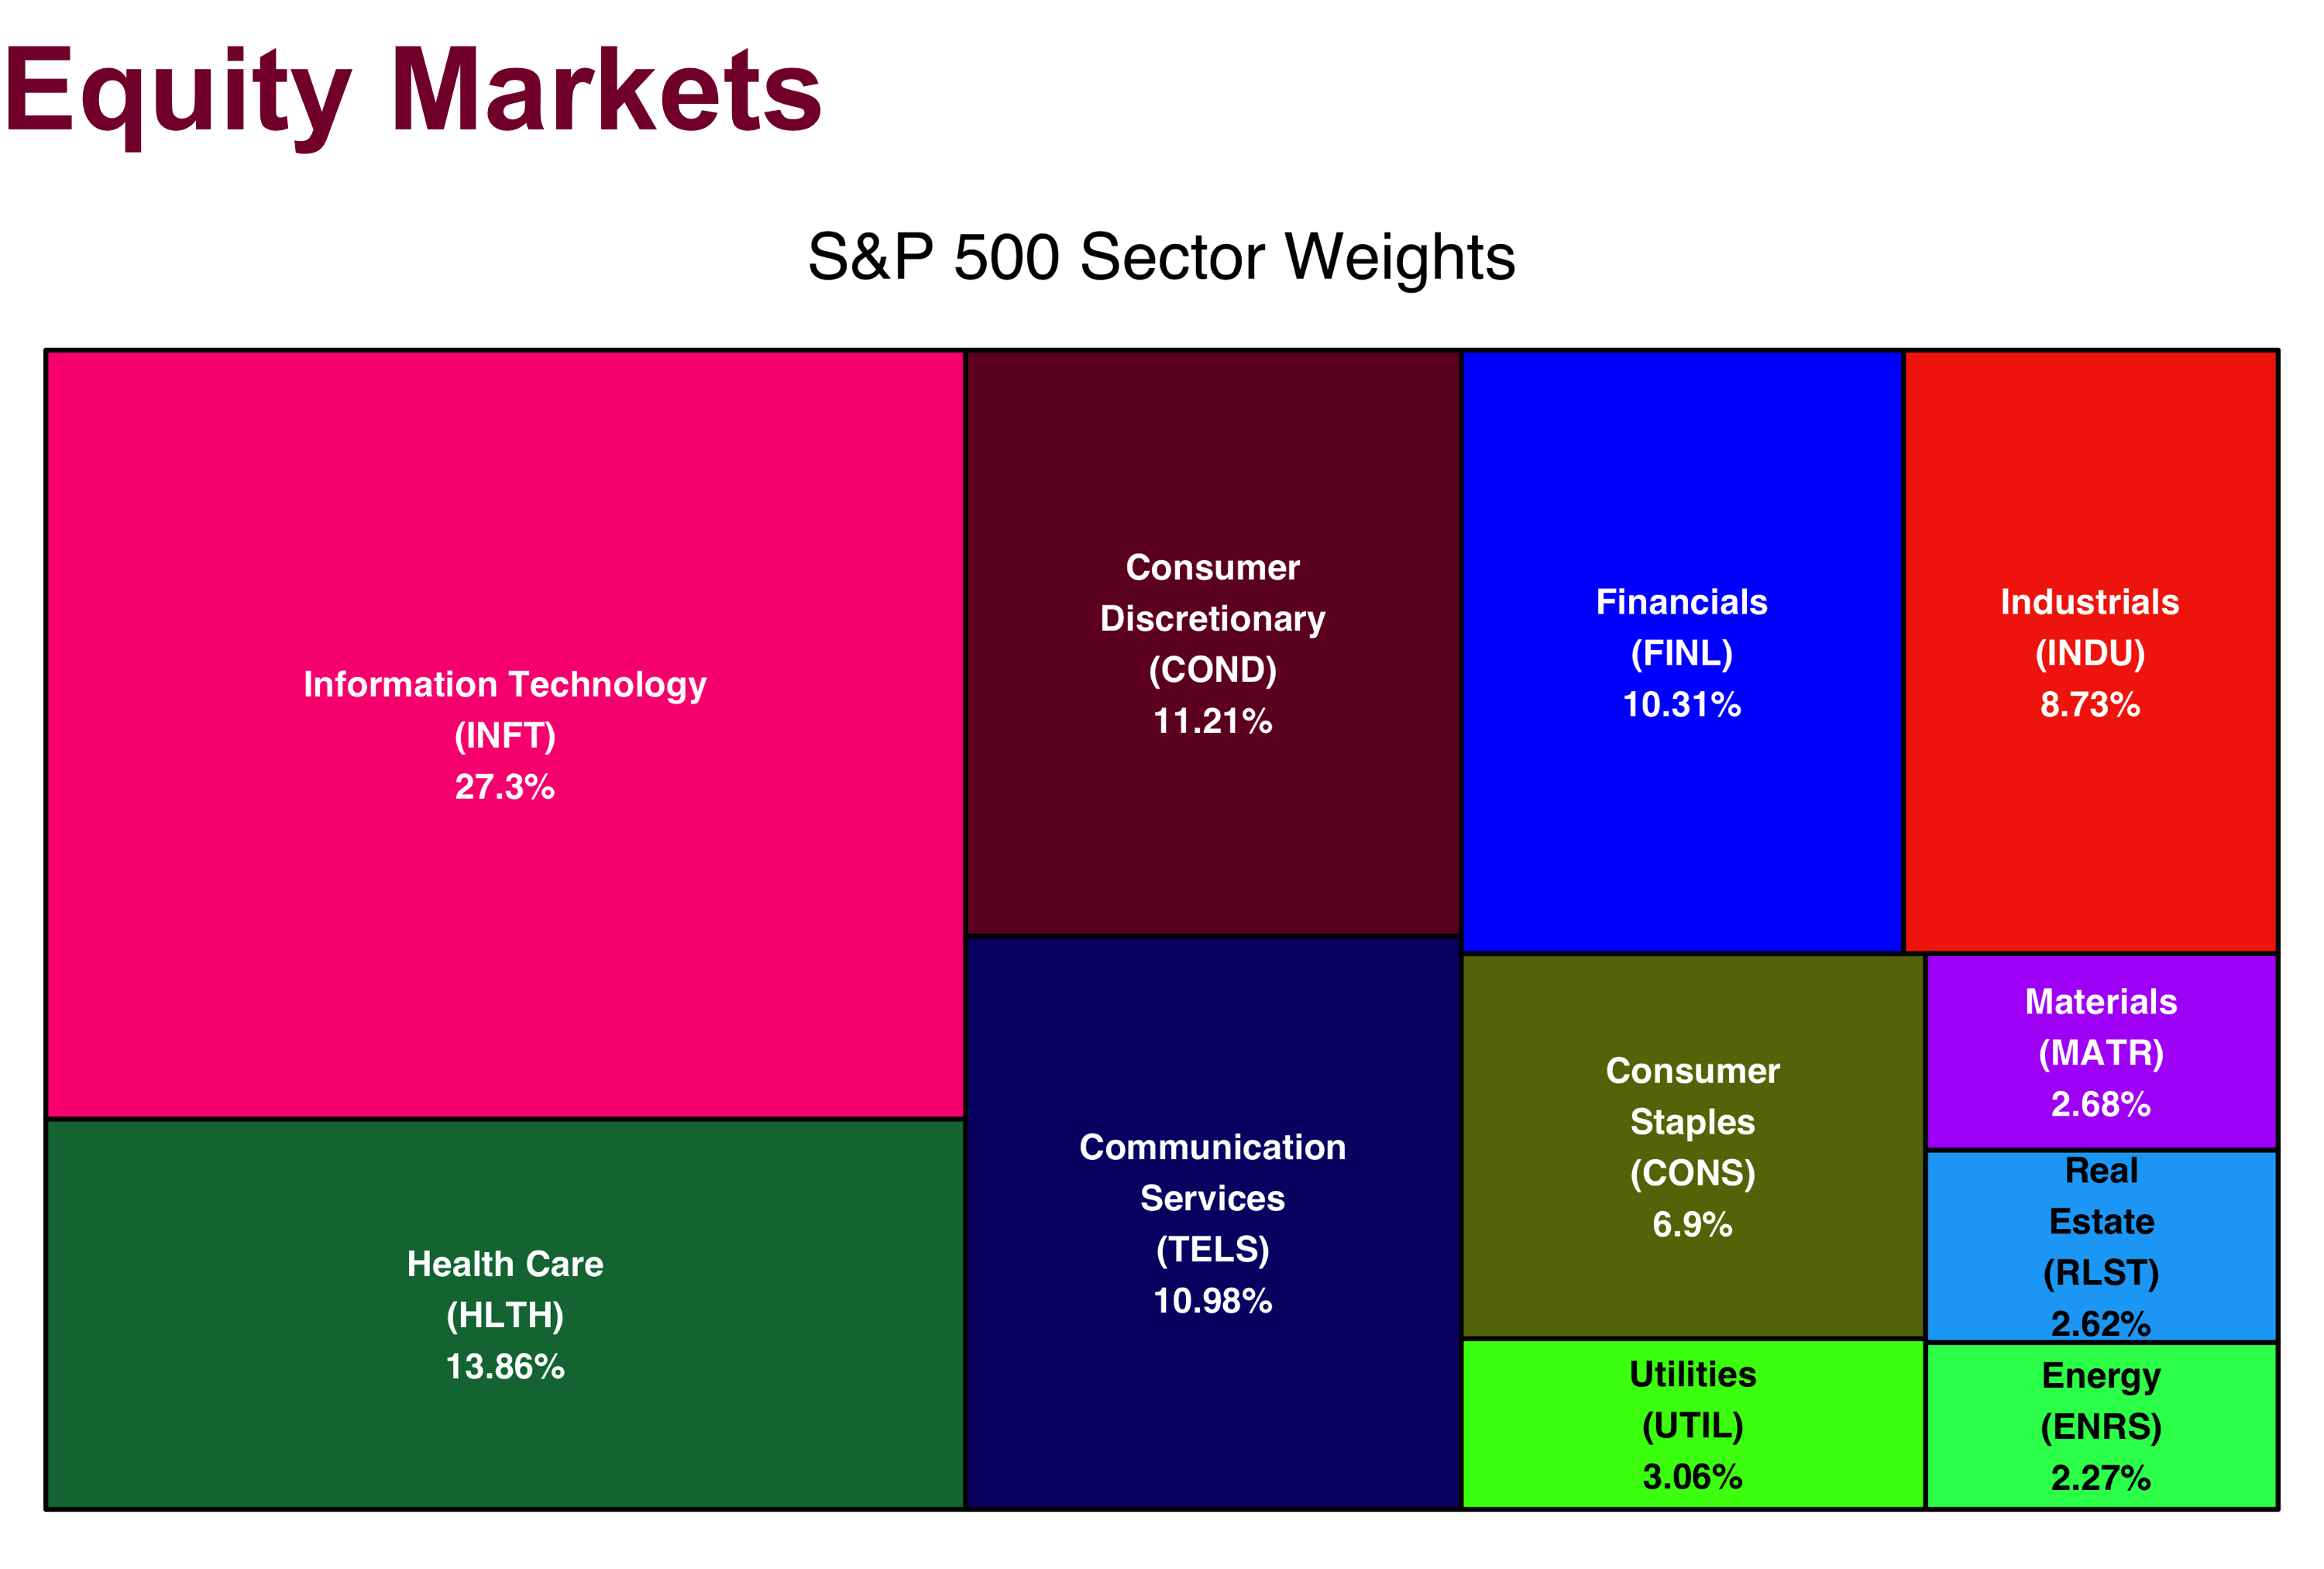 Equity Markets
S&P 500 Sector Weights
Information Technology
(INFT)
27.3%
Health Care
(HLTH)
13.86%
Consumer
Discretionary
(COND)
11.21%
Communication
Services
(TELS)
10.98%
Financials
(FINL)
10.31%
Industrials
(INDU)
8.73%
Consumer
Staples
(CONS)
6.9%
Utilities
(UTIL)
3.06%
Materials
(MATR)
2.68%
Real
Estate
(RLST)
2.62%
Energy
(ENRS)
2.27%